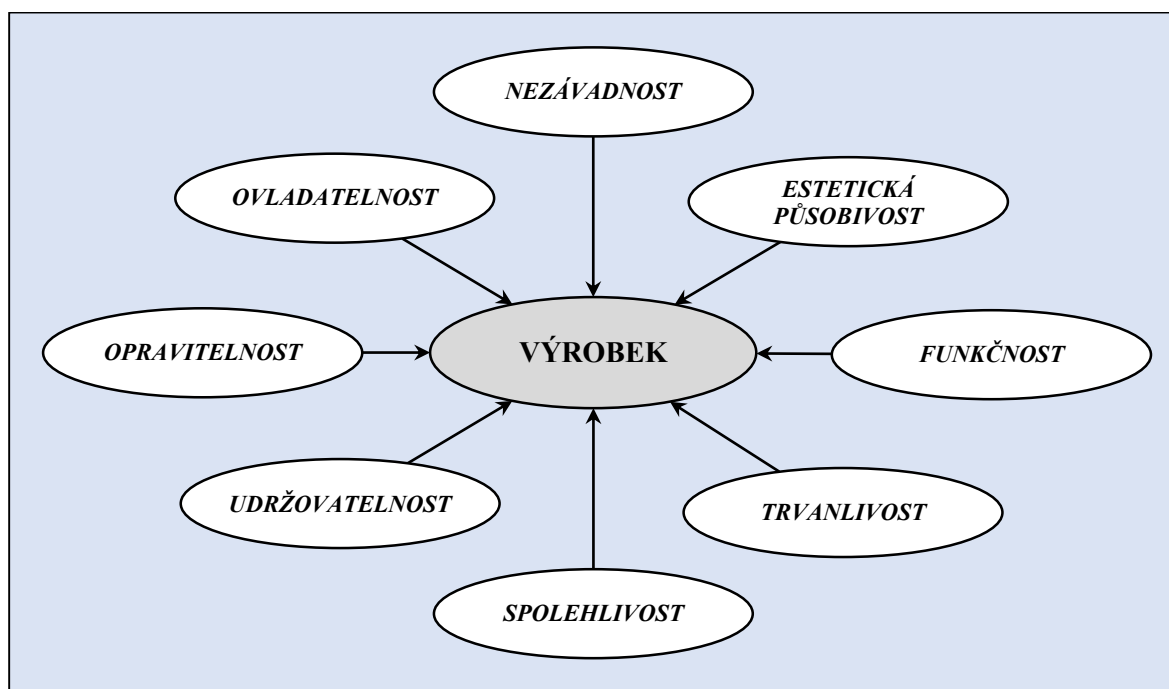 NEZÁVADNOST
OVLADATELNOST
ESTETICKÁ
PŮSOBIVOST
OPRAVITELNOST
VÝROBEK
FUNKČNOST
UDRŽOVATELNOST
TRVANLIVOST
SPOLEHLIVOST